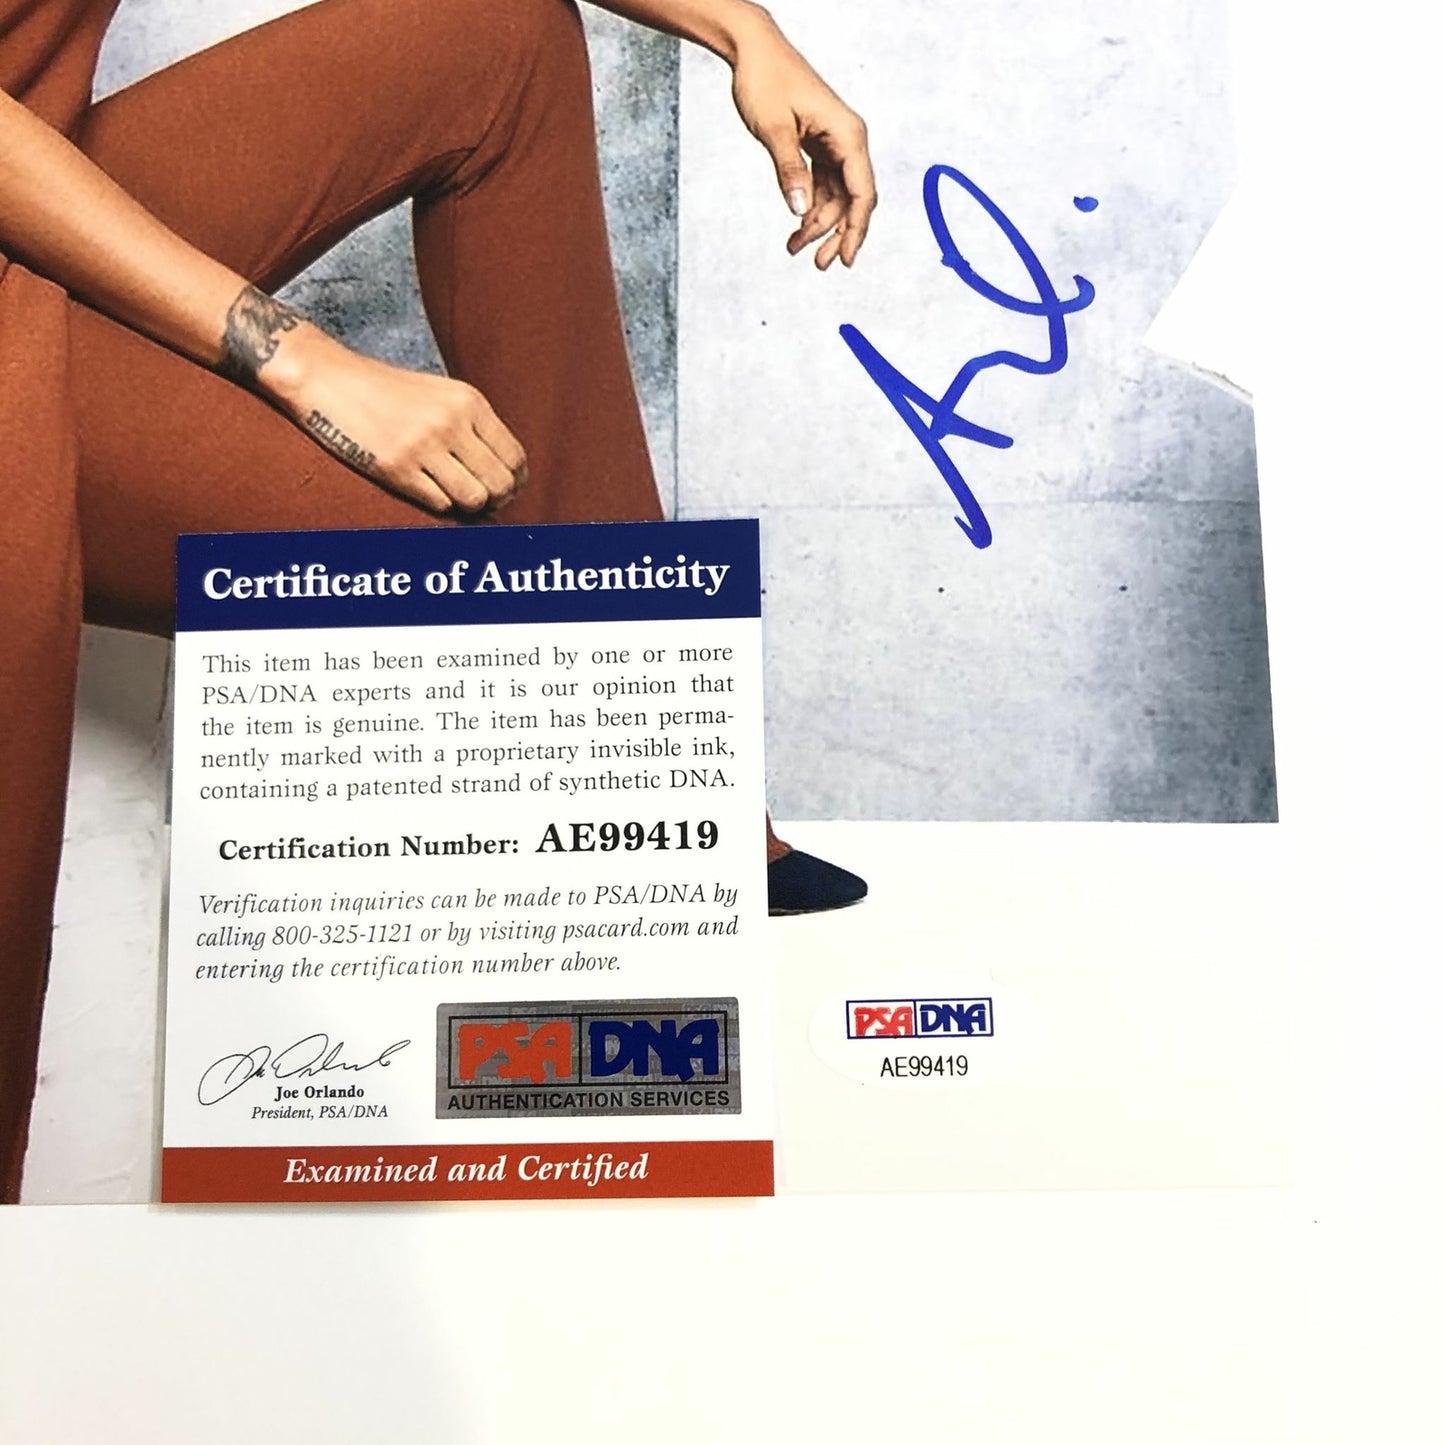 DILLIGAF
Certificate of Authenticity
This item has been examined by one or more
PSA/DNA experts and it is our opinion that
the item is genuine. The item has been perma-
nently marked with a proprietary invisible ink,
containing a patented strand of synthetic DNA.
Certification Number: AE99419
Verification inquiries can be made to PSA/DNA by
calling 800-325-1121 or by visiting psacard.com and
entering the certification number above.
Joe Orlando
President, PSA/DNA
PSA DNA
AUTHENTICATION SERVICES
Examined and Certified
PSA DNA
AE99419